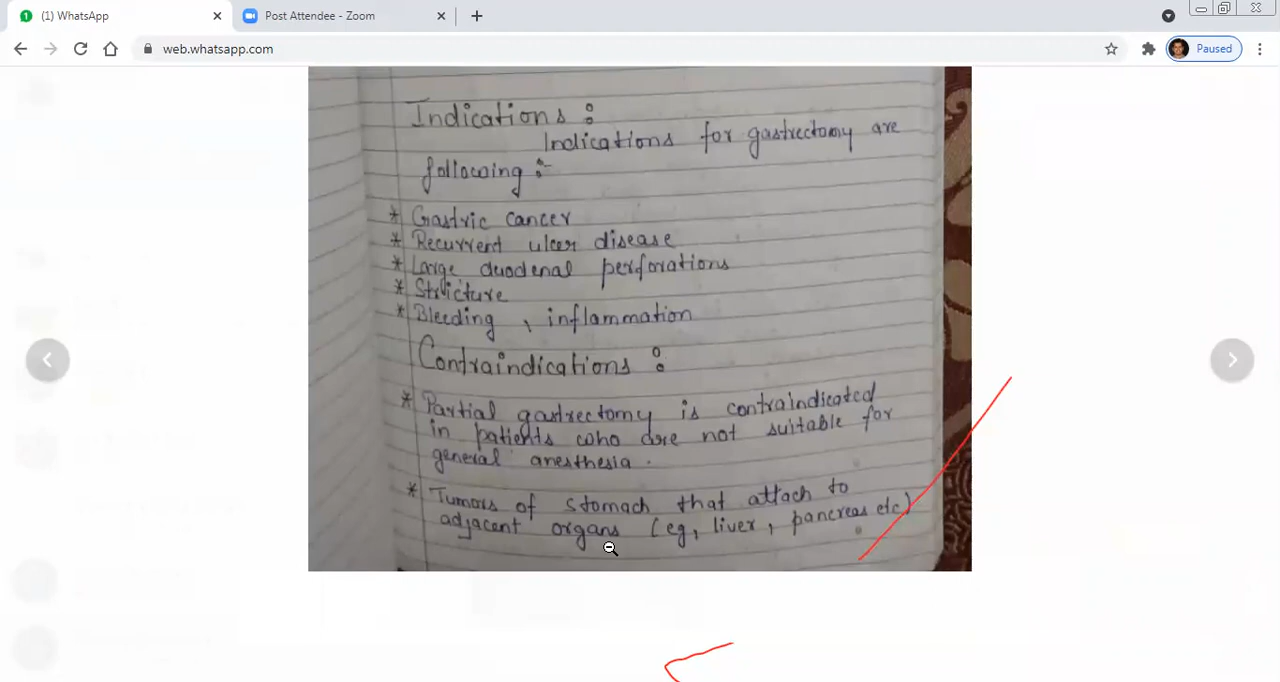 (1) WhatsApp
Post Attendee - Zoom
web.whatsapp.com
Paused
Indications :
Indications for gastrectomy are
following :-
* Gastric cancer
* Recurrent ulcer disease
* Large duodenal perforations
* Stricture
* Bleeding , inflammation
Contraindications :
* Partial gastrectomy is contraindicated
in patients who are not suitable for
general anesthesia .
* Tumors of stomach that attach to
adjacent organs (eg, liver, pancreas etc)